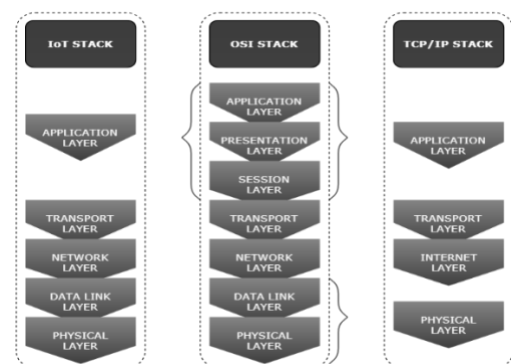 IoT STACK
APPLICATION
LAYER
TRANSPORT
LAYER
NETWORK
LAYER
DATA LINK
LAYER
PHYSICAL
LAYER
OSI STACK
APPLICATION
LAYER
PRESENTATION
LAYER
SESSION
LAYER
TRANSPORT
LAYER
NETWORK
LAYER
DATA LINK
LAYER
PHYSICAL
LAYER
TCP/IP STACK
APPLICATION
LAYER
TRANSPORT
LAYER
INTERNET
LAYER
PHYSICAL
LAYER